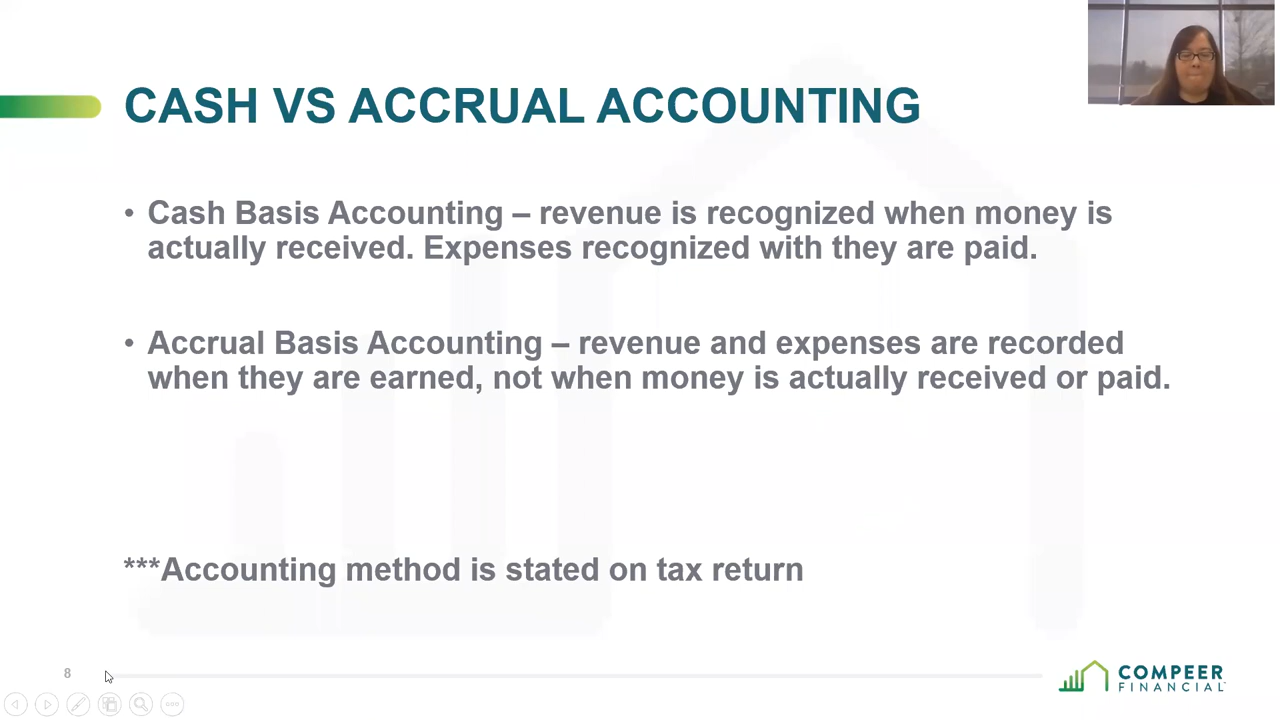 CASH VS ACCRUAL ACCOUNTING
• Cash Basis Accounting – revenue is recognized when money is
actually received. Expenses recognized with they are paid.
• Accrual Basis Accounting – revenue and expenses are recorded
when they are earned, not when money is actually received or paid.
***Accounting method is stated on tax return
8
COMPEER
FINANCIAL